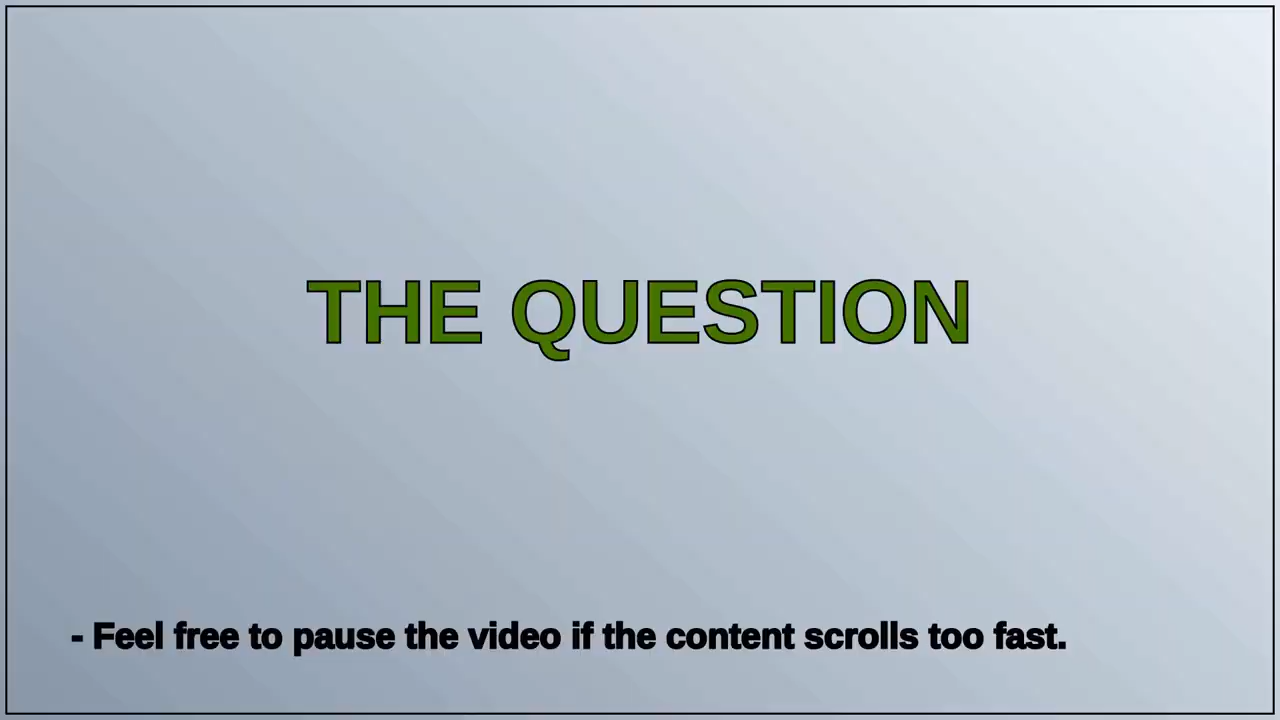 THE QUESTION
- Feel free to pause the video if the content scrolls too fast.